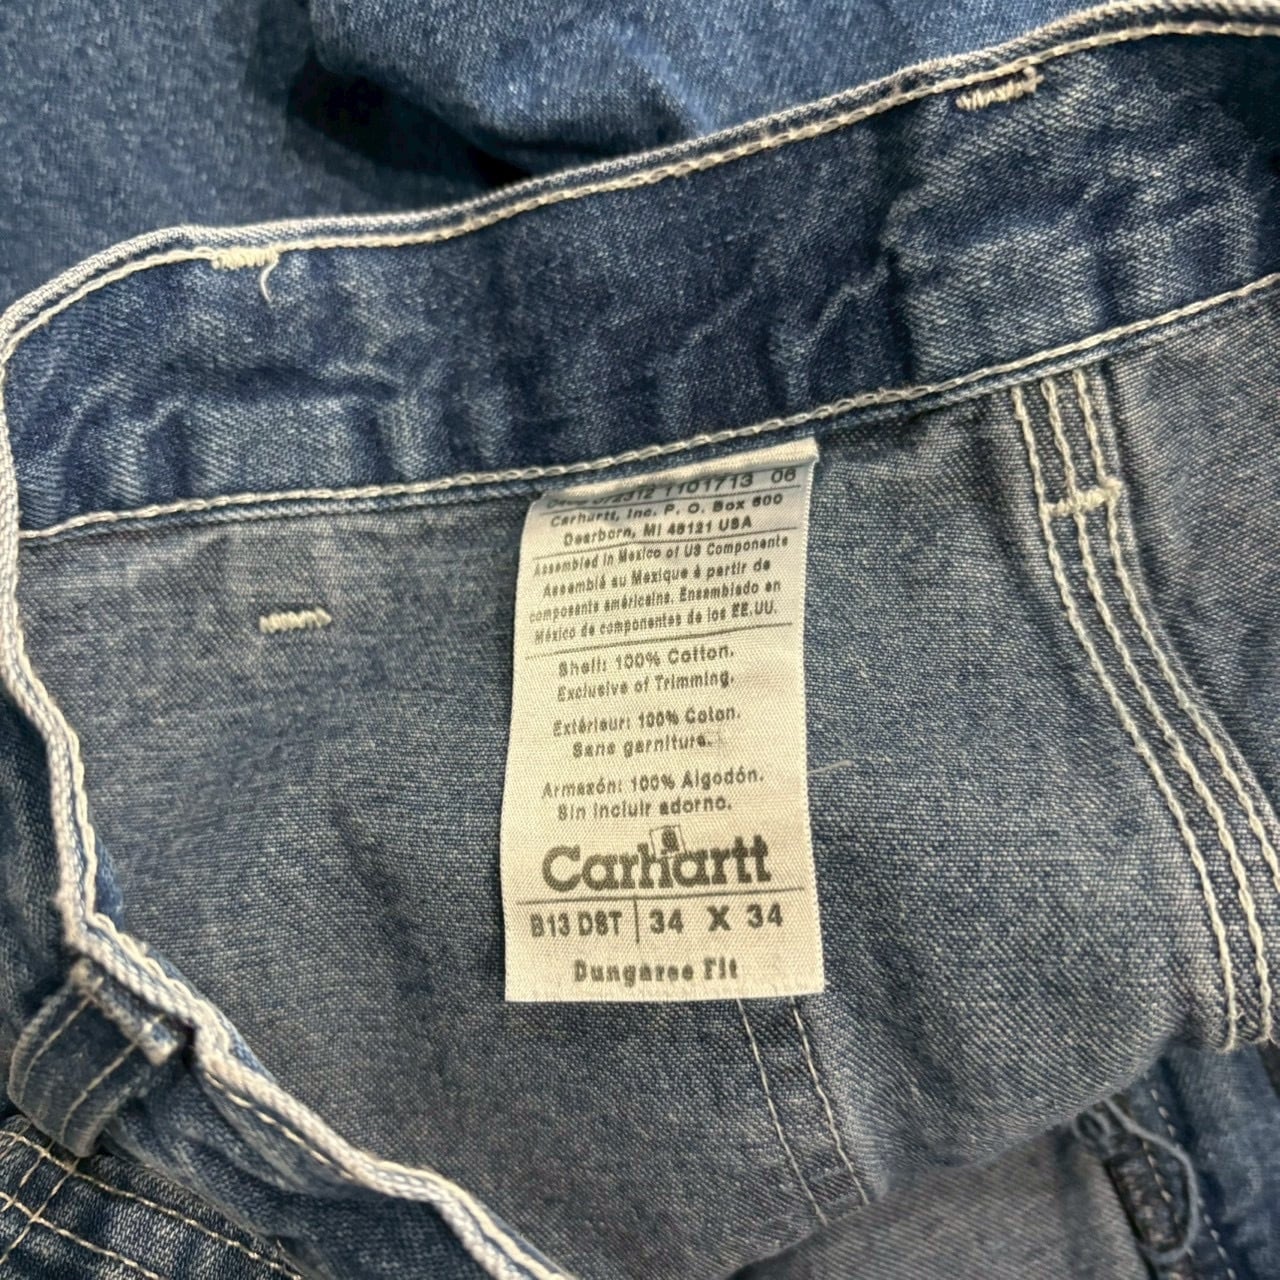 1101713 06
Carhartt, Inc. P. O. Box 600
Dearborn, MI 48121 USA
Assembled in Mexico of US Components
Assemblé au Mexique à partir de
composants américains. Ensamblado en
México de componentes de los EE.UU.
Shell: 100% Cotton.
Exclusive of Trimming.
Extérieur: 100% Coton.
Sans garniture.
Armazón: 100% Algodón.
Sin incluir adorno.
Carhartt
B13 DST 34 X 34
Dungaree Fit